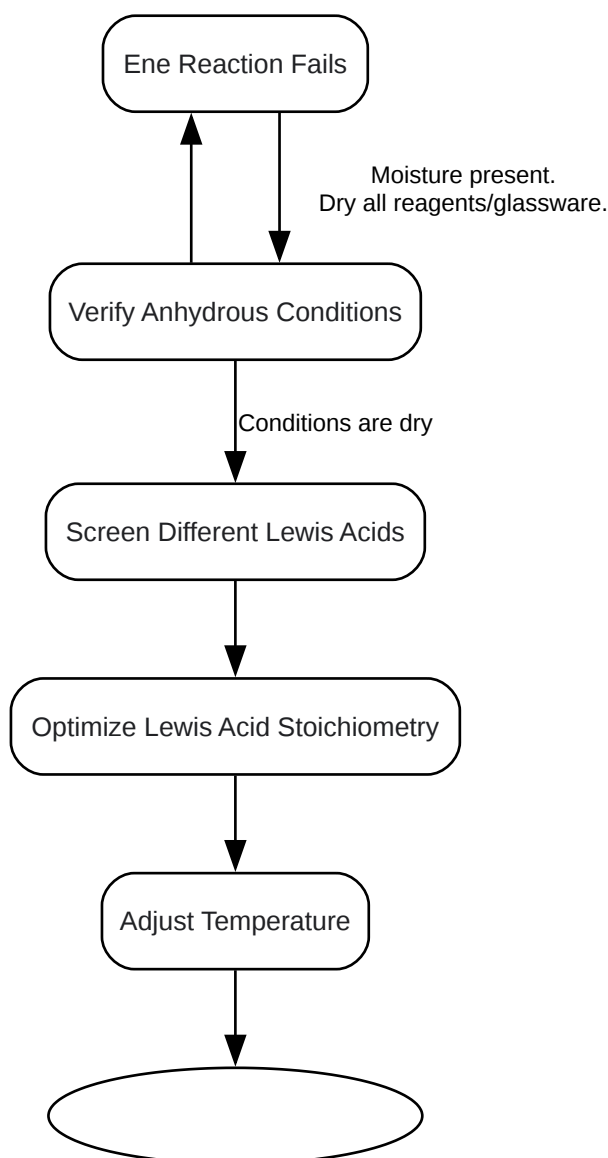 Ene Reaction Fails
Moisture present.
Dry all reagents/glassware.
Verify Anhydrous Conditions
Conditions are dry
Screen Different Lewis Acids
Optimize Lewis Acid Stoichiometry
Adjust Temperature